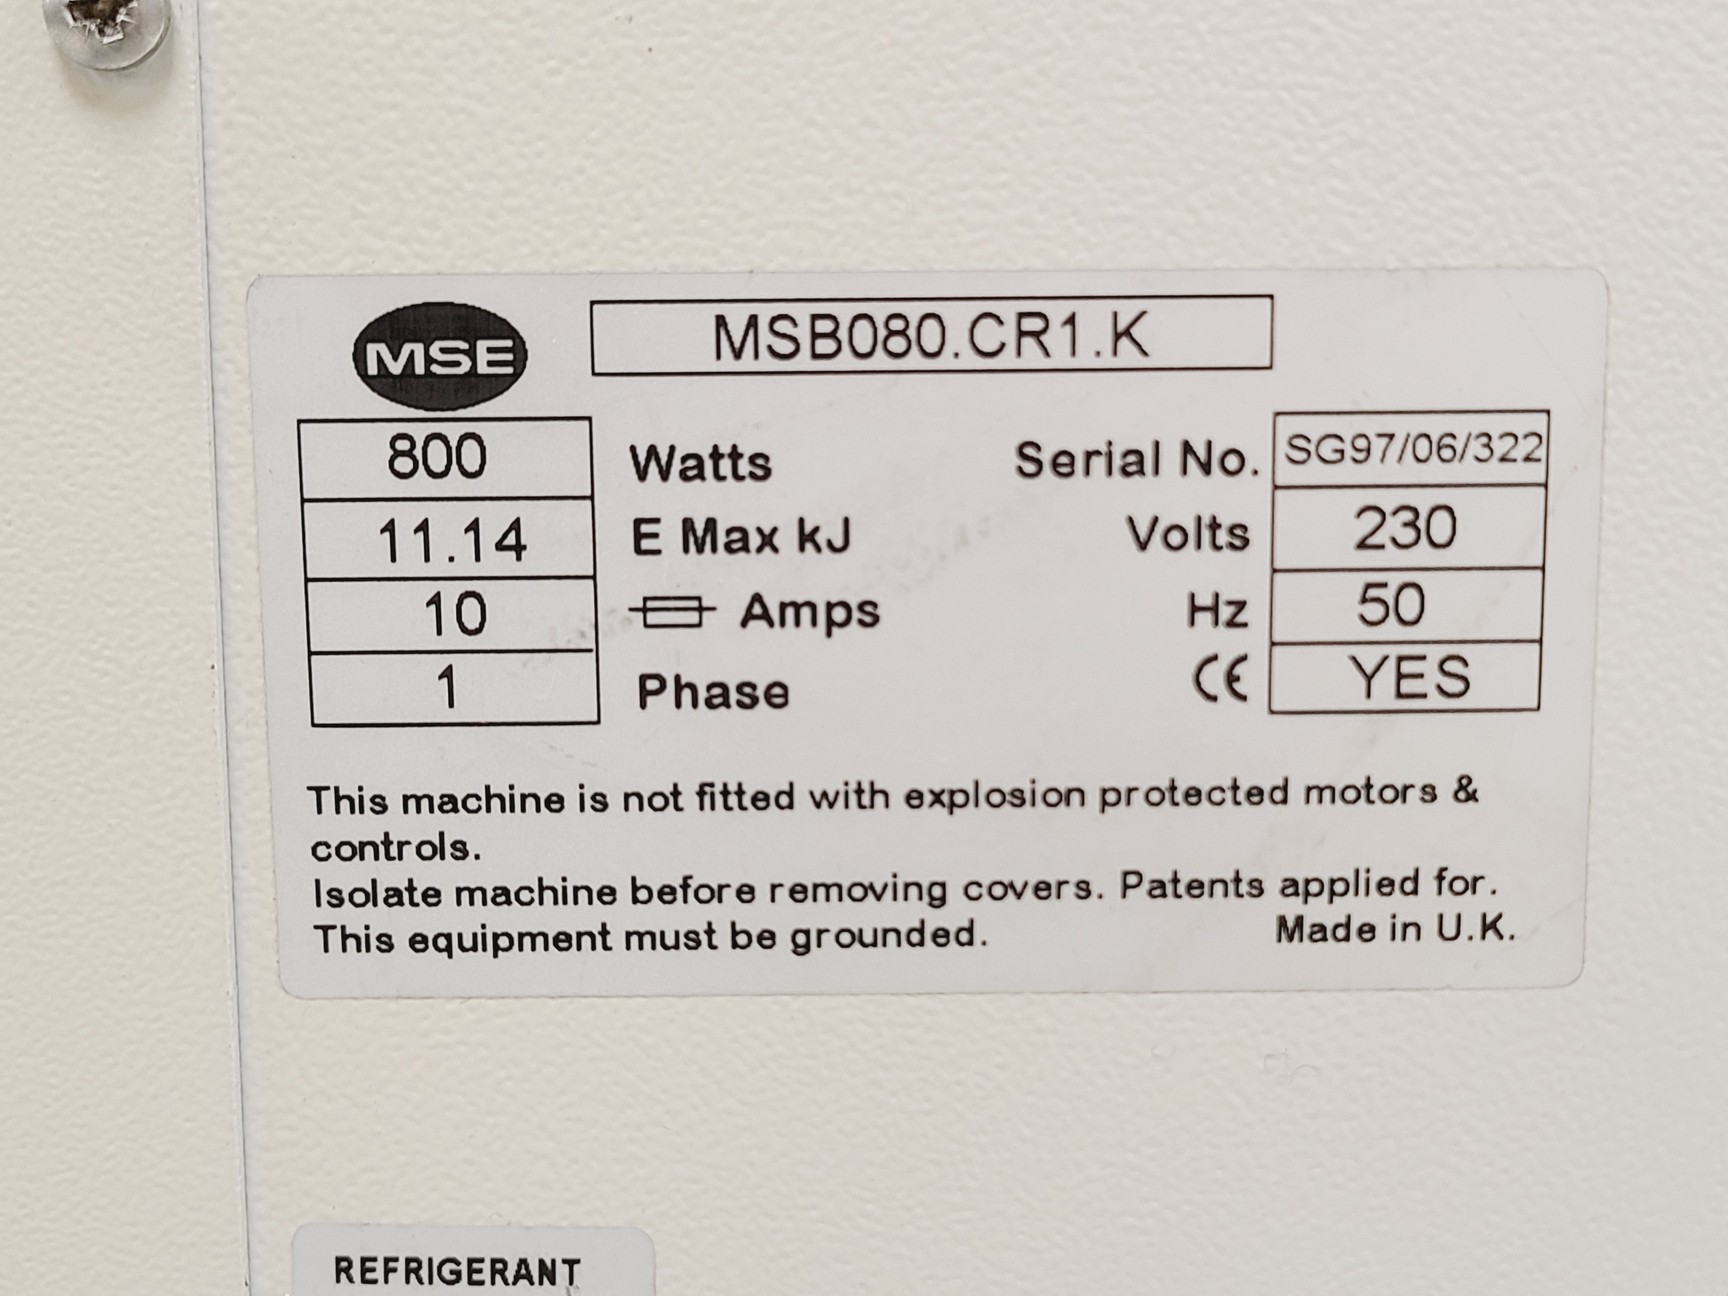 MSE
MSB080.CR1.K
800 Watts
Serial No. SG97/06/322
11.14 E Max kJ
Volts 230
10 Amps
Hz 50
1 Phase
CE YES
This machine is not fitted with explosion protected motors &
controls.
Isolate machine before removing covers. Patents applied for.
This equipment must be grounded.
Made in U.K.
REFRIGERANT